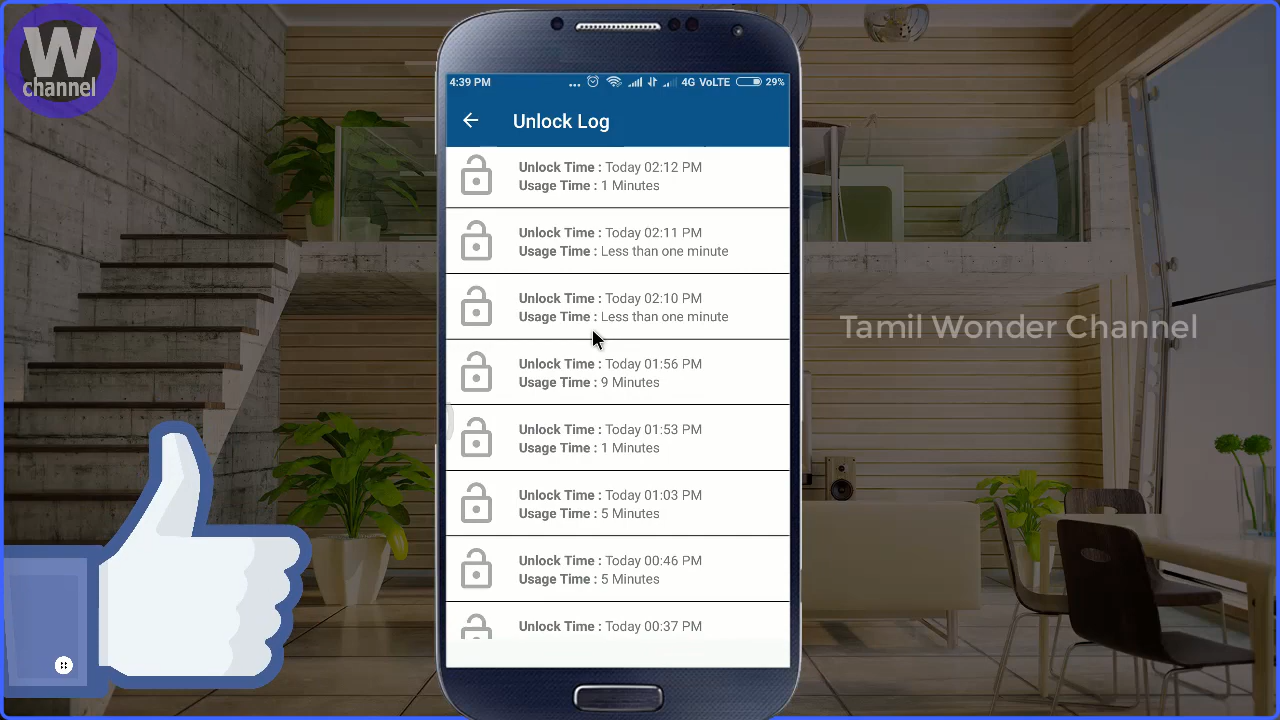 W
channel
4:39 PM
... 4G VoLTE 29%
Unlock Log
Unlock Time : Today 02:12 PM
Usage Time : 1 Minutes
Unlock Time : Today 02:11 PM
Usage Time : Less than one minute
Unlock Time : Today 02:10 PM
Usage Time : Less than one minute
Unlock Time : Today 01:56 PM
Usage Time : 9 Minutes
Unlock Time : Today 01:53 PM
Usage Time : 1 Minutes
Unlock Time : Today 01:03 PM
Usage Time : 5 Minutes
Unlock Time : Today 00:46 PM
Usage Time : 5 Minutes
Unlock Time : Today 00:37 PM
Tamil Wonder Channel